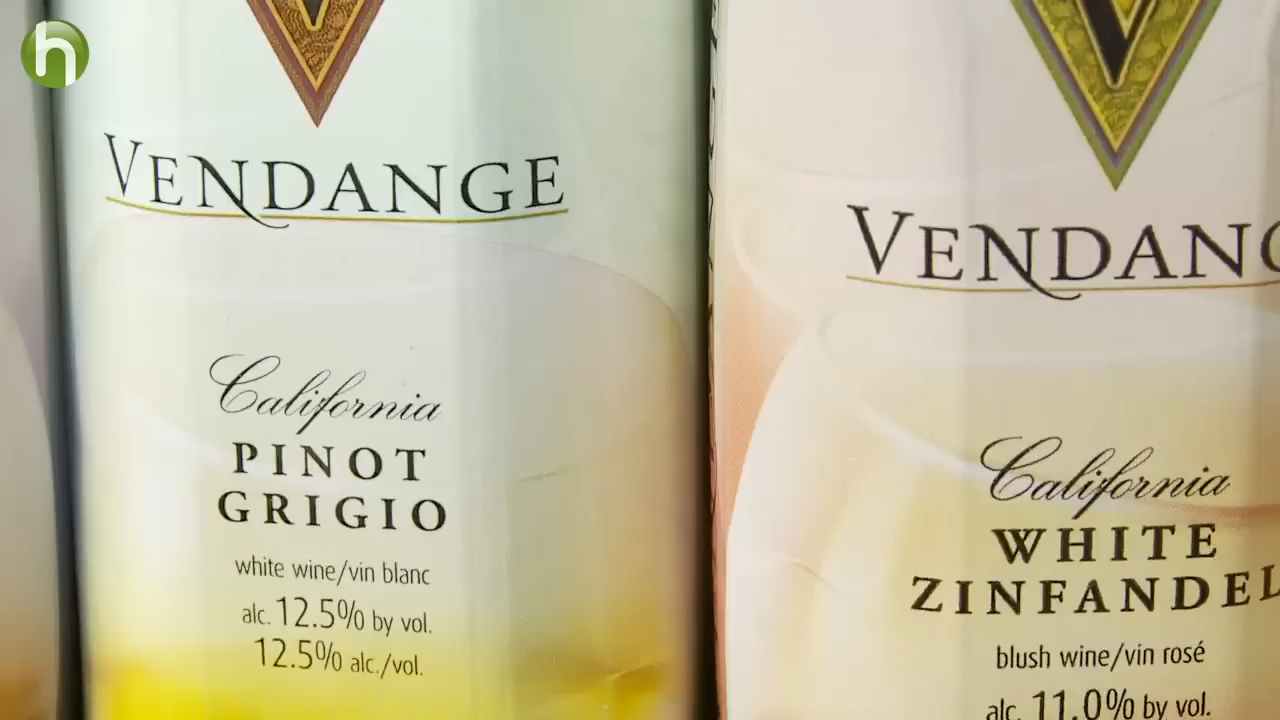 h
VENDANGE
California
PINOT
GRIGIO
white wine/vin blanc
alc. 12.5% by vol.
12.5% alc./vol.
V
VENDANG
California
WHITE
ZINFANDEL
blush wine/vin rosé
alc. 11.0% by vol.